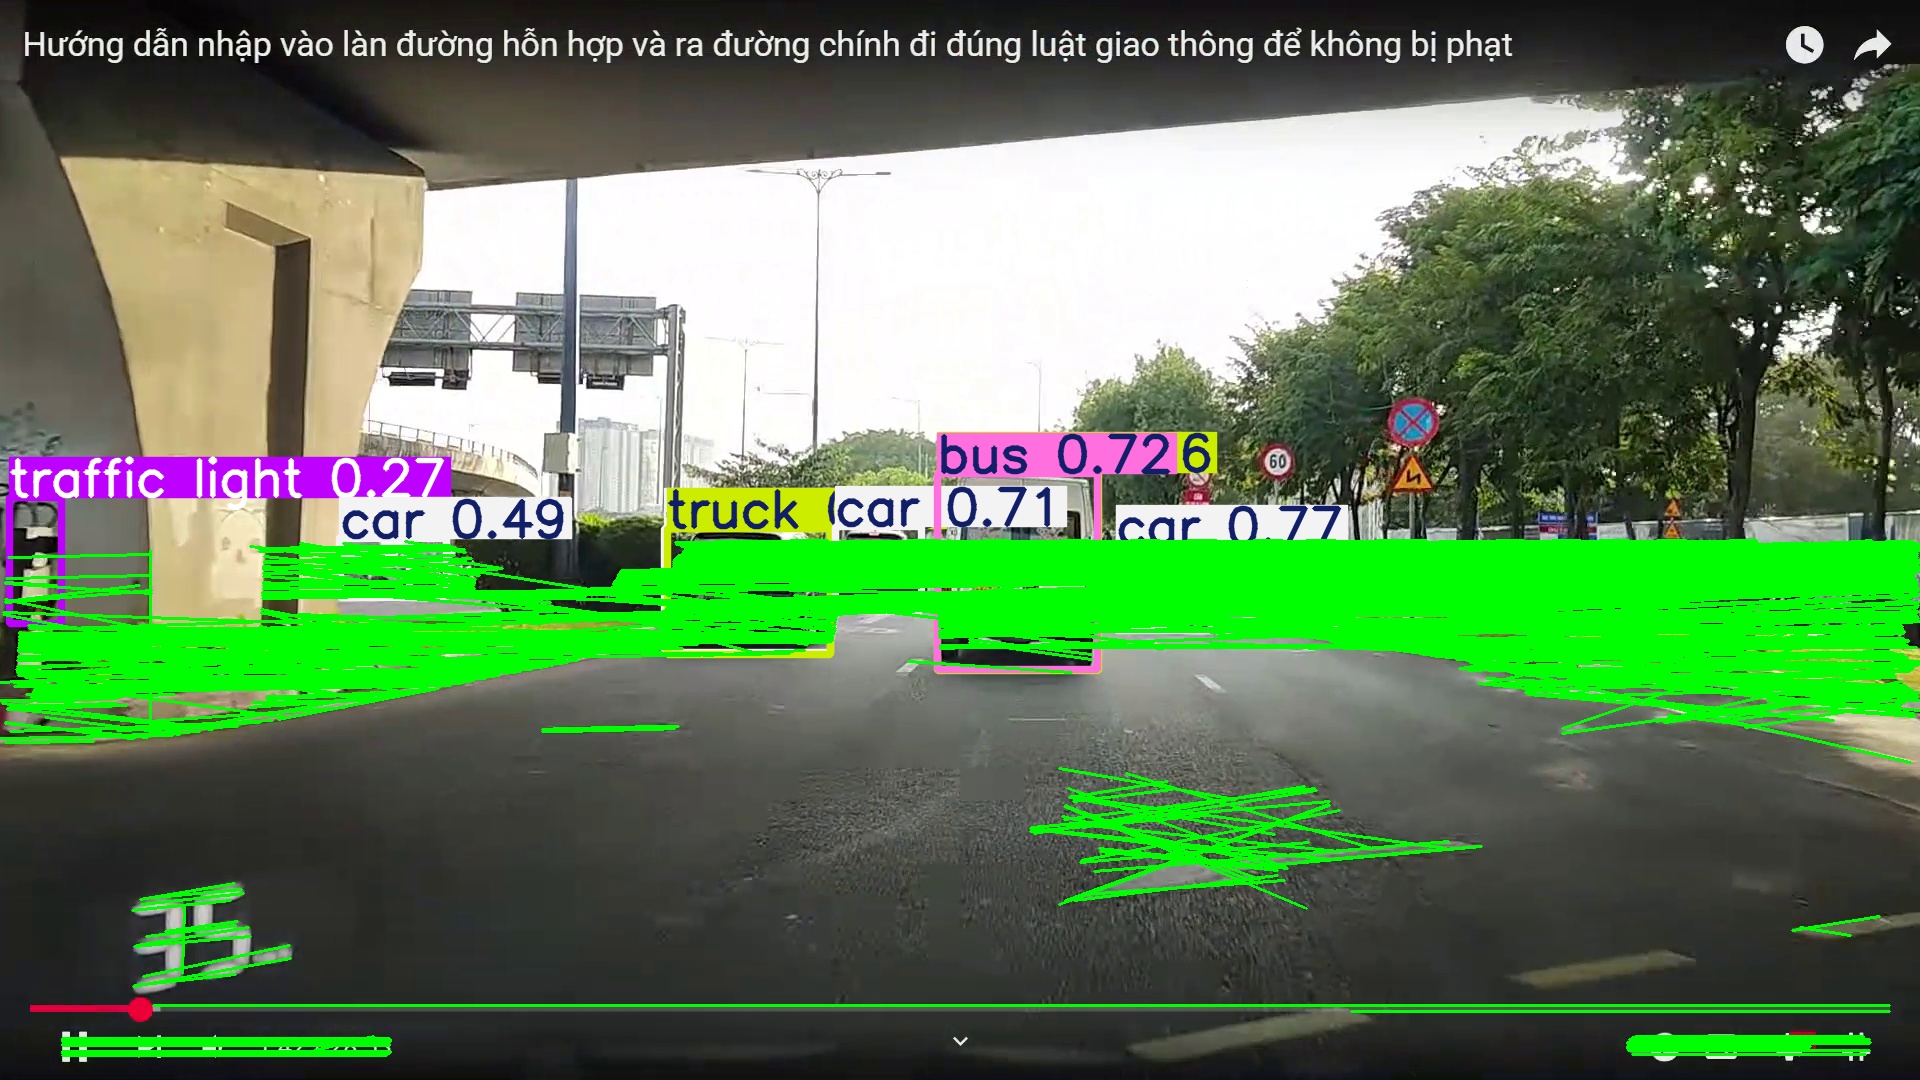 Hướng dẫn nhập vào làn đường hỗn hợp và ra đường chính đi đúng luật giao thông để không bị phạt
bus 0.72
6
60
traffic light 0.27
car 0.49
truck
car 0.71
car 0.77